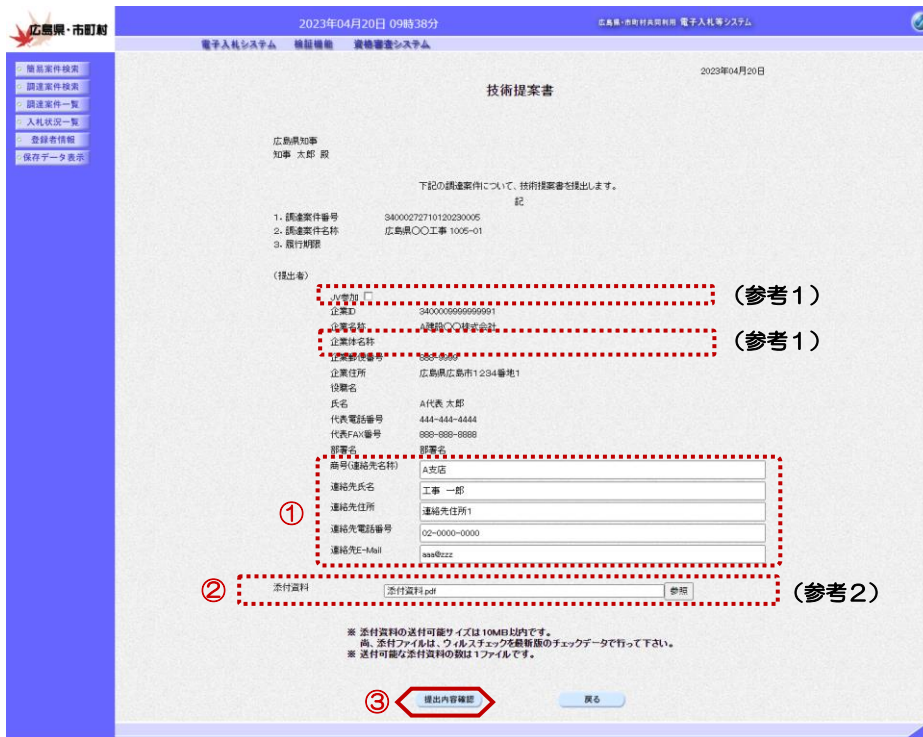 広島県・市町村
2023年04月20日 09時38分
広島県・市町村共同利用 電子入札等システム
電子入札システム 検証機能 資格審査システム
簡易案件検索
調達案件検索
調達案件一覧
入札状況一覧
登録者情報
保存データ表示
2023年04月20日
技術提案書
広島県知事
知事 太郎 殿
下記の調達案件について、技術提案書を提出します。
記
1. 調達案件番号 34000272710120230005
2. 調達案件名称 広島県〇〇工事 1005-01
3. 履行期限
(提出者)
JV参加 (参考1)
企業ID 3400009999999991
企業名称 A建設〇〇株式会社
企業体名称 (参考1)
企業郵便番号 888-9999
企業住所 広島県広島市1234番地1
役職名
氏名 A代表 太郎
代表電話番号 444-444-4444
代表FAX番号 888-888-8888
部署名 部署名
商号(連絡先名称) A支店
連絡先氏名 工事 一郎
① 連絡先住所 連絡先住所1
連絡先電話番号 02-0000-0000
連絡先E-Mail aaa@zzz
② 添付資料 添付資料.pdf 参照 (参考2)
※ 添付資料の送付可能サイズは10MB以内です。
尚、添付ファイルは、ウィルスチェックを最新版のチェックデータで行って下さい。
※ 送付可能な添付資料の数は1ファイルです。
③ 提出内容確認 戻る